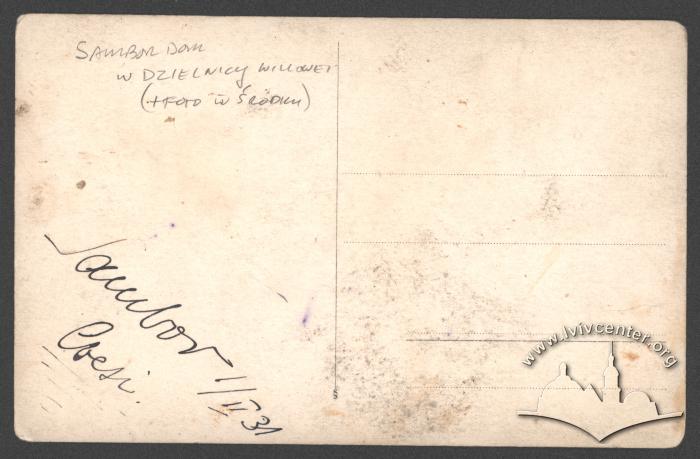 SAMBOR DOM
W DZIELNICY WILLOWEJ
(+ FOTO W ŚRODKU)
Sambor 1/II 31
www.lvivcenter.org